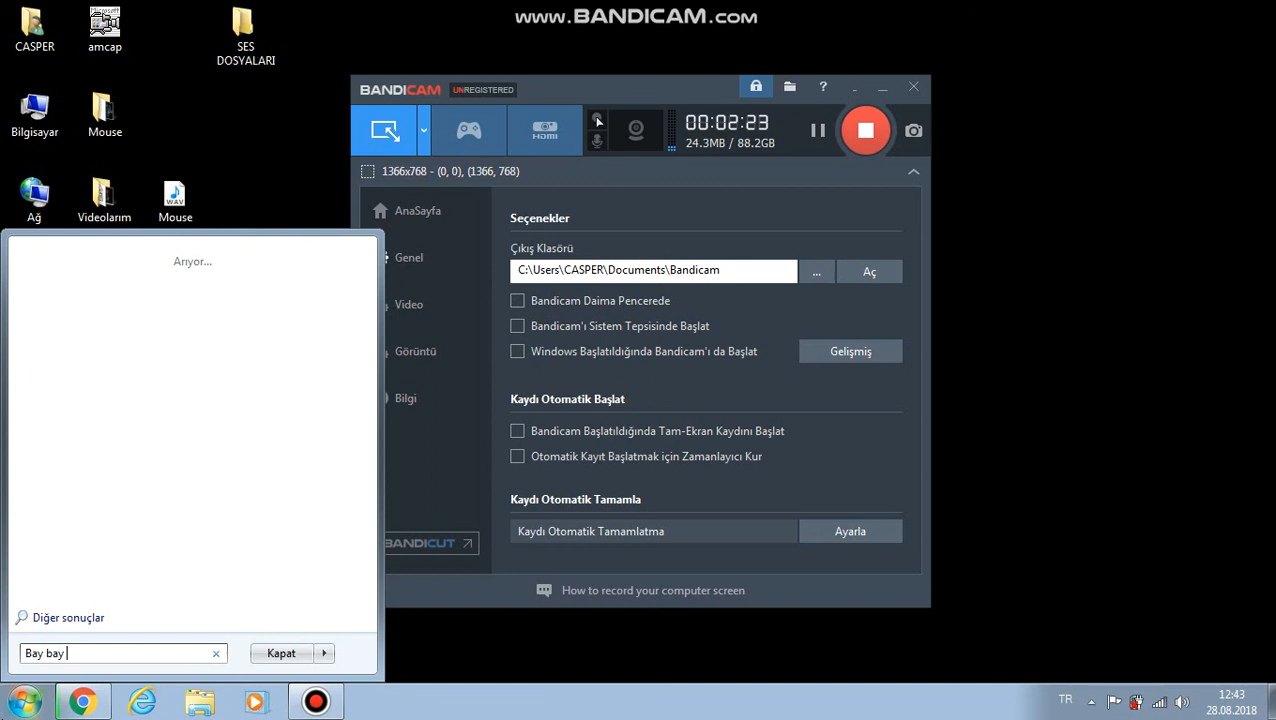 www.BANDICAM.com
CASPER
amcap
SES
DOSYALARI
Bilgisayar
Mouse
Ağ
Videolarım
Mouse
BANDICAM
UNREGISTERED
?
HDMI
00:02:23
24.3MB / 88.2GB
1366x768 - (0, 0), (1366, 768)
AnaSayfa
Genel
Video
Görüntü
Bilgi
BANDICUT
Seçenekler
Çıkış Klasörü
C:\Users\CASPER\Documents\Bandicam
...
Aç
Bandicam Daima Pencerede
Bandicam'ı Sistem Tepsisinde Başlat
Windows Başlatıldığında Bandicam'ı da Başlat
Gelişmiş
Kaydı Otomatik Başlat
Bandicam Başlatıldığında Tam-Ekran Kaydını Başlat
Otomatik Kayıt Başlatmak için Zamanlayıcı Kur
Kaydı Otomatik Tamamla
Kaydı Otomatik Tamamlatma
Ayarla
How to record your computer screen
Arıyor...
Diğer sonuçlar
Bay bay
Kapat
TR
12:43
28.08.2018